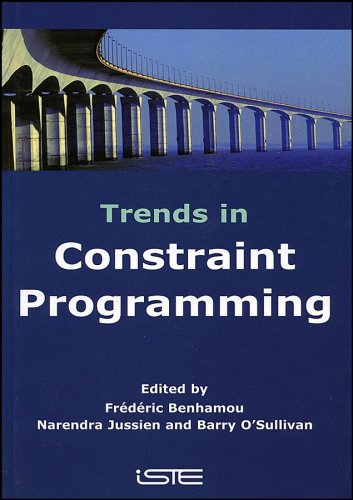 Trends in
Constraint
Programming
Edited by
Frédéric Benhamou
Narendra Jussien and Barry O'Sullivan
iSTE